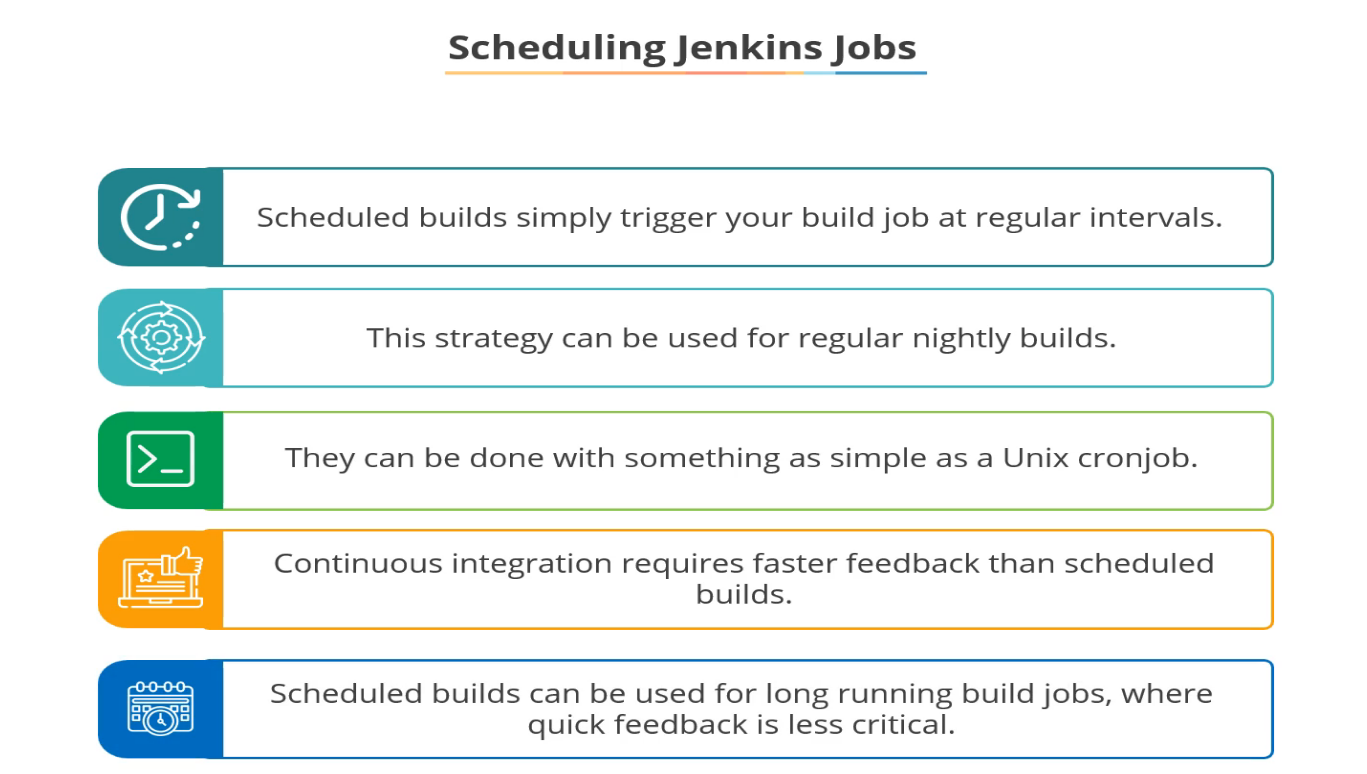 Scheduling Jenkins Jobs
Scheduled builds simply trigger your build job at regular intervals.
This strategy can be used for regular nightly builds.
They can be done with something as simple as a Unix cronjob.
Continuous integration requires faster feedback than scheduled
builds.
Scheduled builds can be used for long running build jobs, where
quick feedback is less critical.